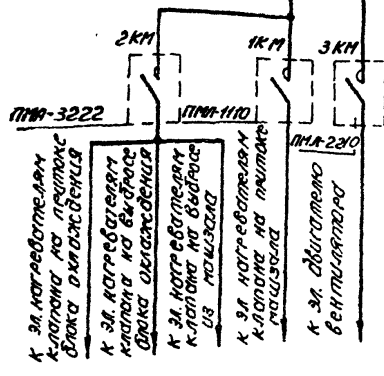 2КМ
1КМ
3КМ
ПМА-3222
ПМА-1110
ПМА-2210
к эл. нагревателям
клапана на притоке
блока охлаждения
к эл. нагревателям
клапана на выбросе
блока охлаждения
к эл. нагревателям
клапана на выбросе
из машзала
к эл. нагревателям
клапана на притоке
машзала
к эл. двигателю
вентилятора